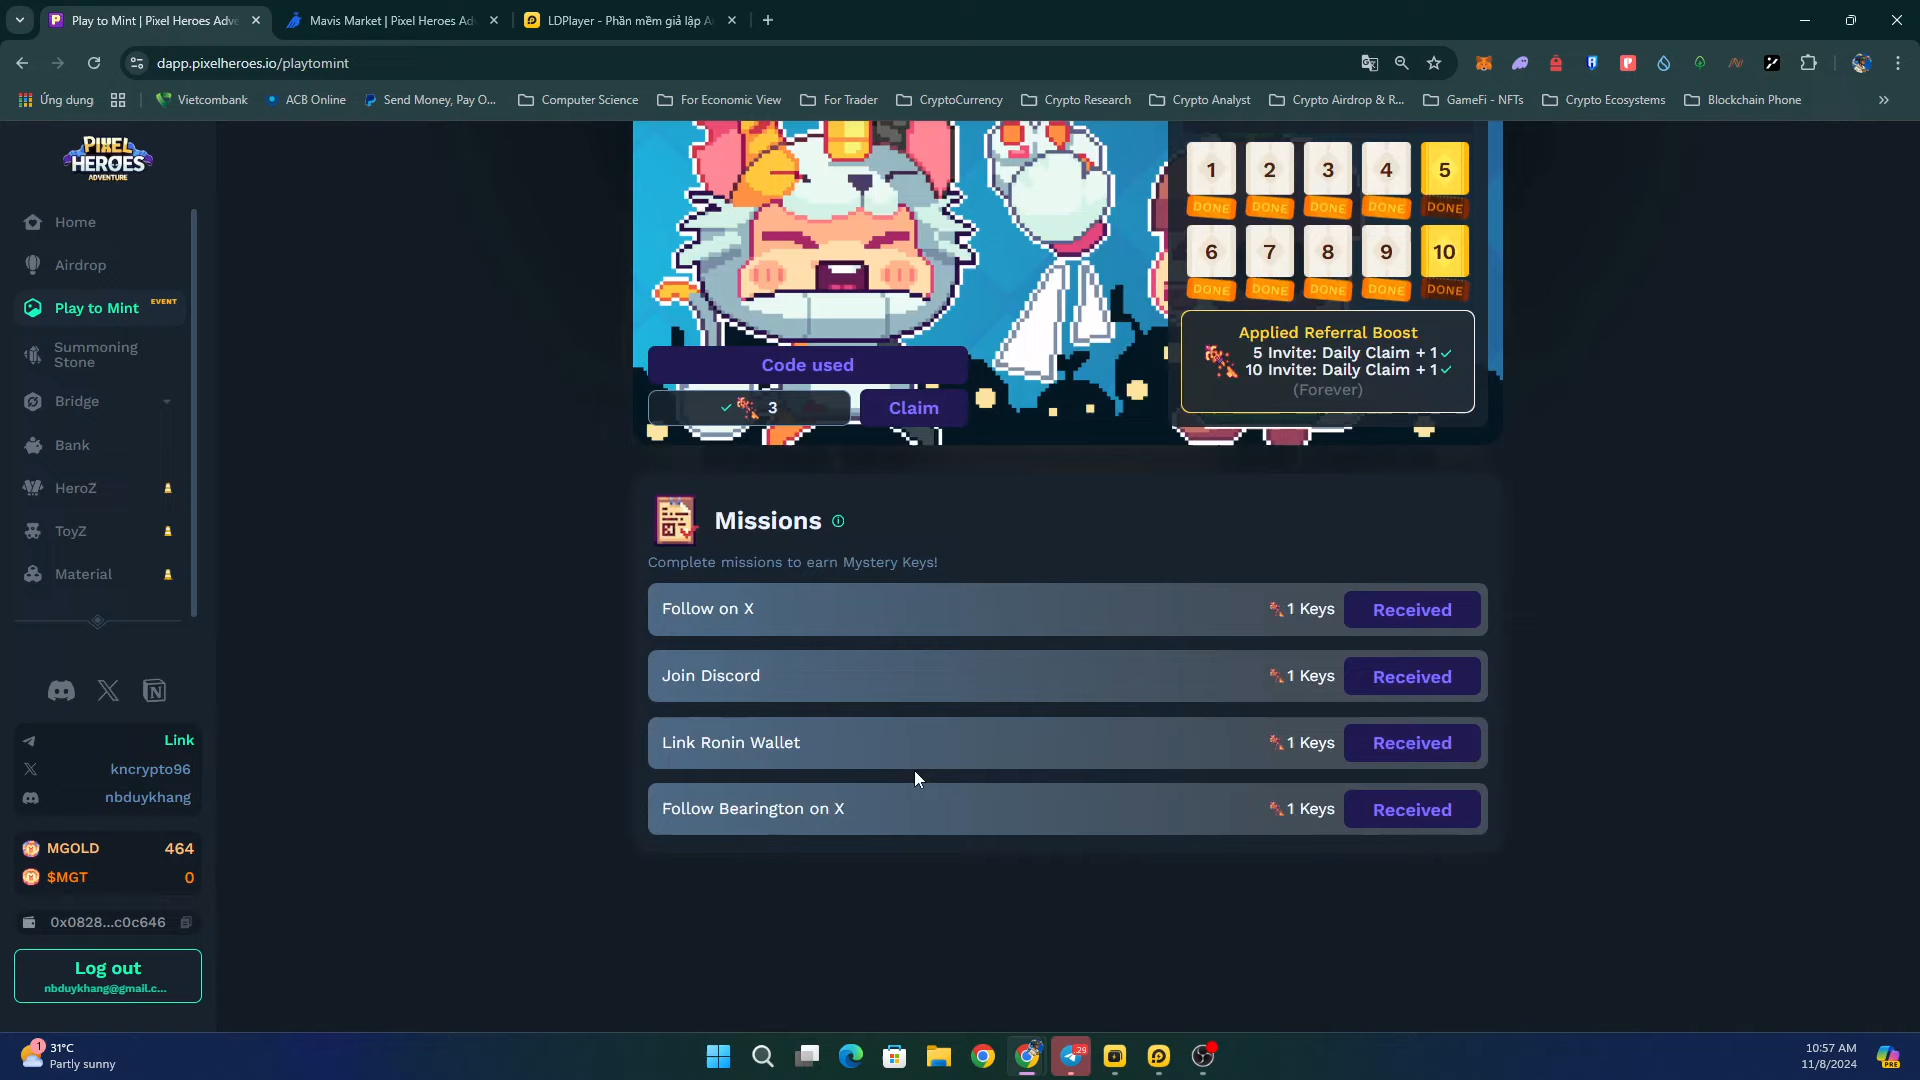 Play to Mint | Pixel Heroes Adve
Mavis Market | Pixel Heroes Ad
LDPlayer - Phần mềm giả lập A
dapp.pixelheroes.io/playtomint
Ứng dụng
Vietcombank
ACB Online
Send Money, Pay O...
Computer Science
For Economic View
For Trader
CryptoCurrency
Crypto Research
Crypto Analyst
Crypto Airdrop & R...
GameFi - NFTs
Crypto Ecosystems
Blockchain Phone
PIXEL
HEROES
ADVENTURE
Home
Airdrop
Play to Mint EVENT
Summoning
Stone
Bridge
Bank
HeroZ
ToyZ
Material
Link
kncrypto96
nbduykhang
MGOLD 464
$MGT 0
0x0828...c0c646
Log out
nbduykhang@gmail.c...
1 2 3 4 5
DONE DONE DONE DONE DONE
6 7 8 9 10
DONE DONE DONE DONE DONE
Applied Referral Boost
5 Invite: Daily Claim + 1
10 Invite: Daily Claim + 1
(Forever)
Code used
3 Claim
Missions
Complete missions to earn Mystery Keys!
Follow on X 1 Keys Received
Join Discord 1 Keys Received
Link Ronin Wallet 1 Keys Received
Follow Bearington on X 1 Keys Received
1
31°C
Partly sunny
29
10:57 AM
11/8/2024
PRE